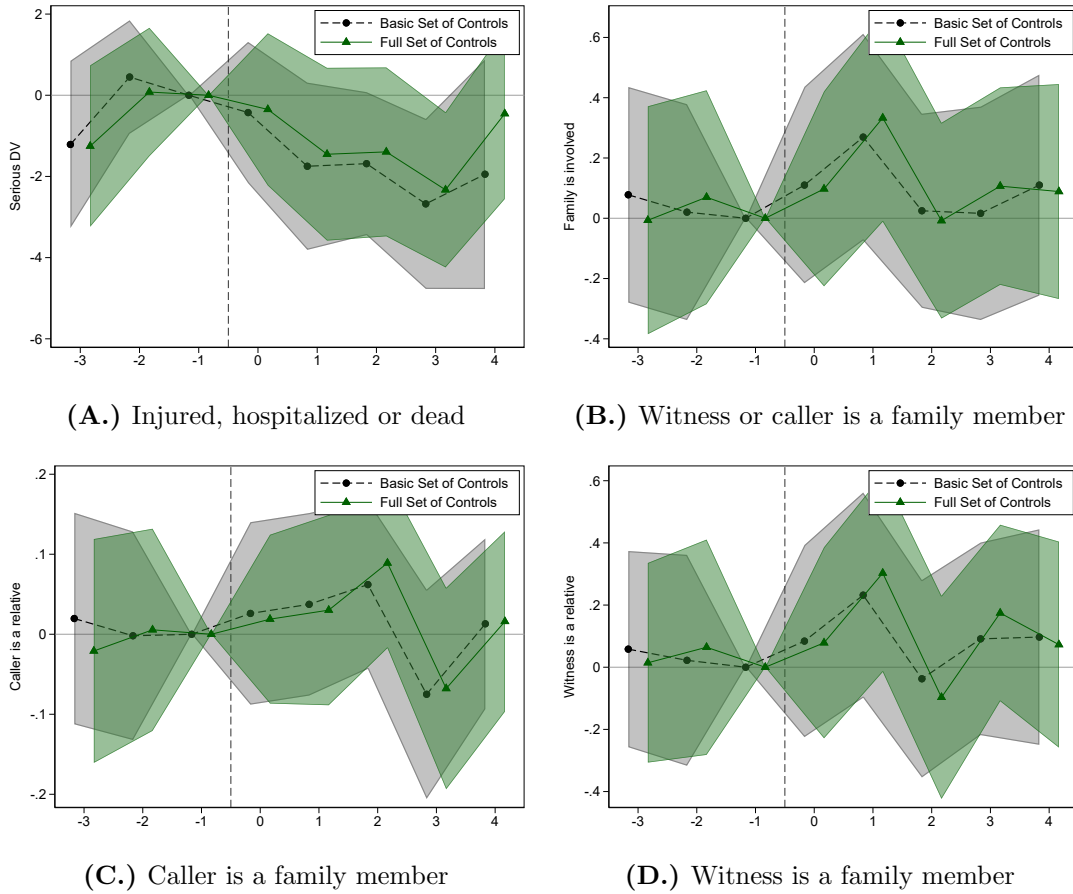 Basic Set of Controls
Full Set of Controls
Serious DV
2
0
-2
-4
-6
-3 -2 -1 0 1 2 3 4
(A.) Injured, hospitalized or dead
Basic Set of Controls
Full Set of Controls
Family is involved
.6
.4
.2
0
-.2
-.4
-3 -2 -1 0 1 2 3 4
(B.) Witness or caller is a family member
Basic Set of Controls
Full Set of Controls
Caller is a relative
.2
.1
0
-.1
-.2
-3 -2 -1 0 1 2 3 4
(C.) Caller is a family member
Basic Set of Controls
Full Set of Controls
Witness is a relative
.6
.4
.2
0
-.2
-.4
-3 -2 -1 0 1 2 3 4
(D.) Witness is a family member